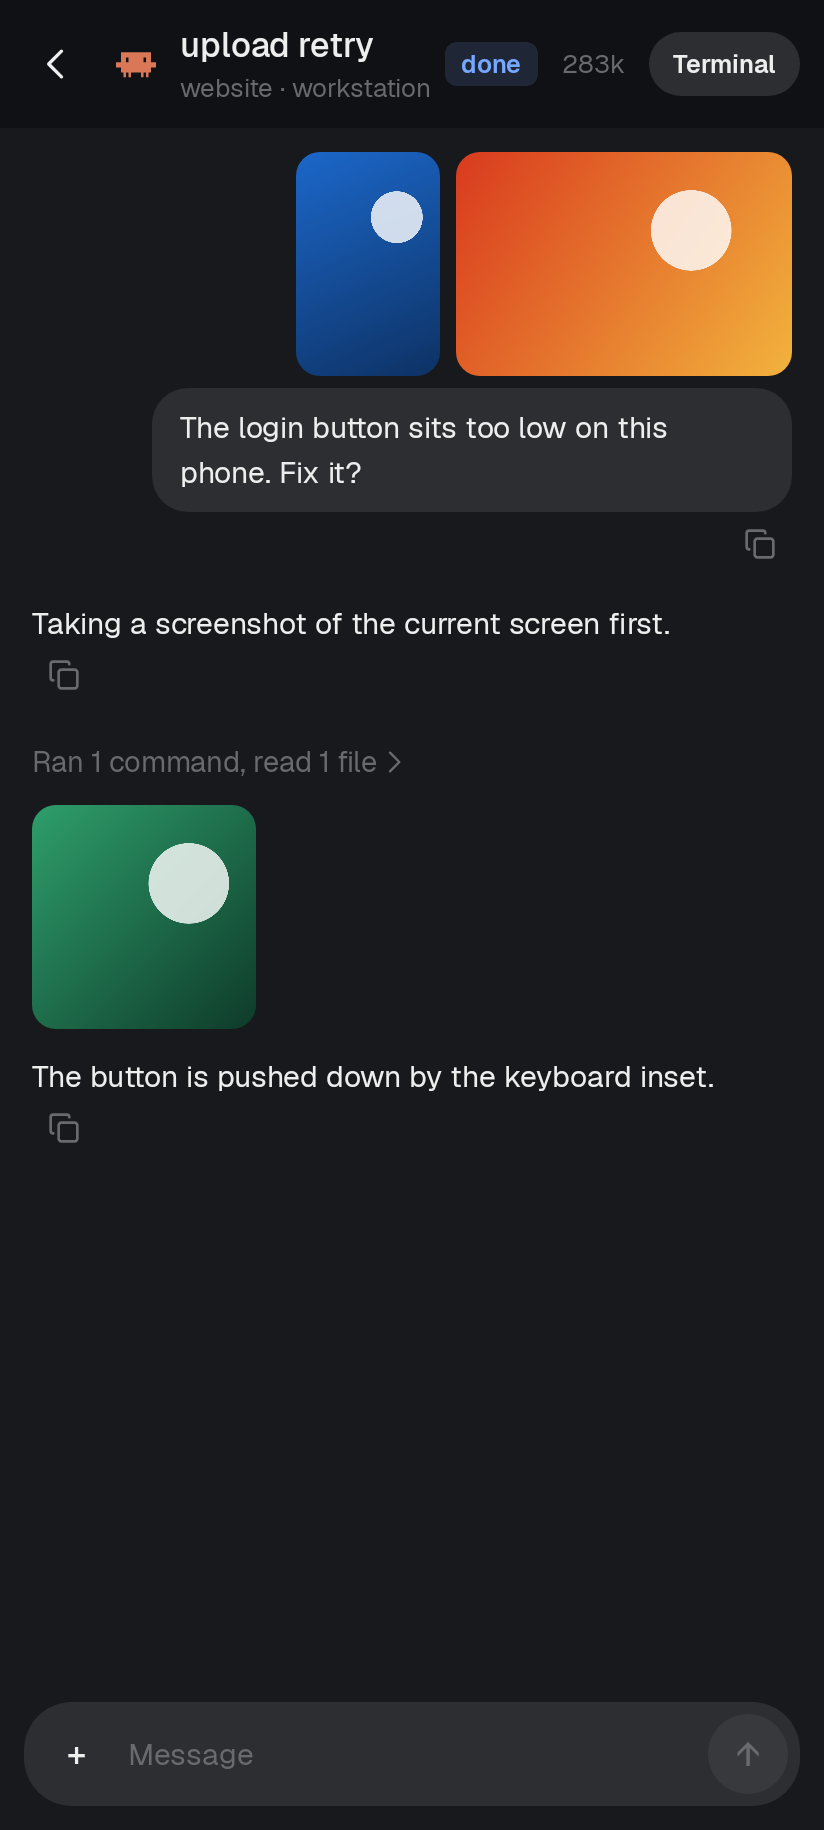 upload retry
website · workstation
done
283k
Terminal
The login button sits too low on this
phone. Fix it?
Taking a screenshot of the current screen first.
Ran 1 command, read 1 file
The button is pushed down by the keyboard inset.
+ Message